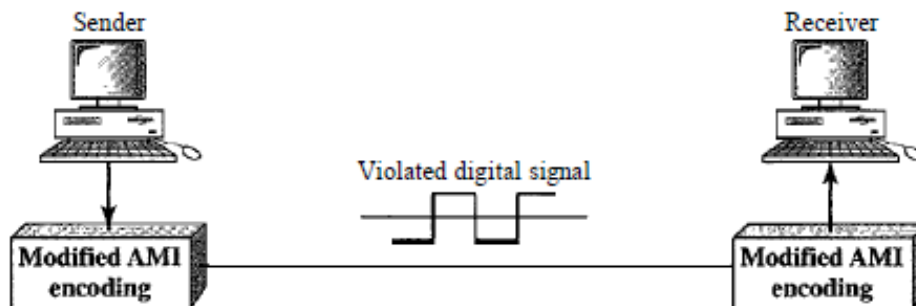 Sender
Receiver
Violated digital signal
Modified AMI
encoding
Modified AMI
encoding